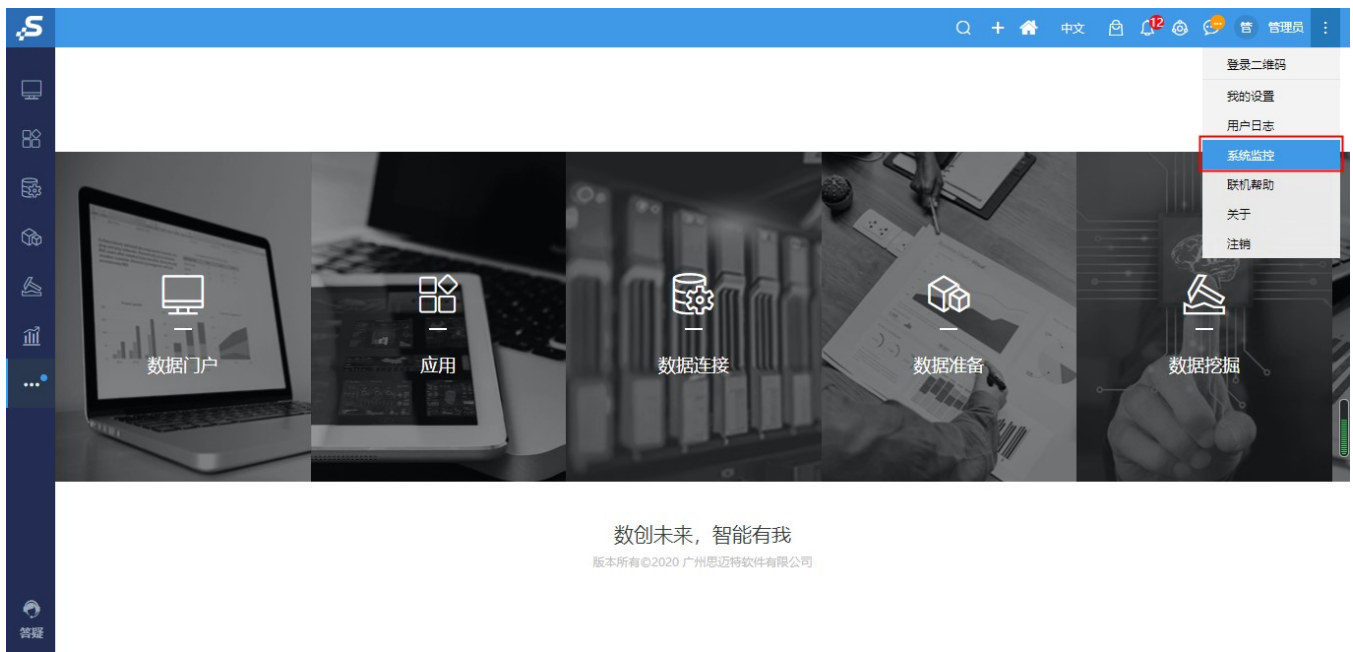 S
中文
12
管
管理员
登录二维码
我的设置
用户日志
系统监控
联机帮助
关于
注销
数据门户
应用
数据连接
数据准备
数据挖掘
数创未来，智能有我
版本所有©2020 广州思迈特软件有限公司
答疑